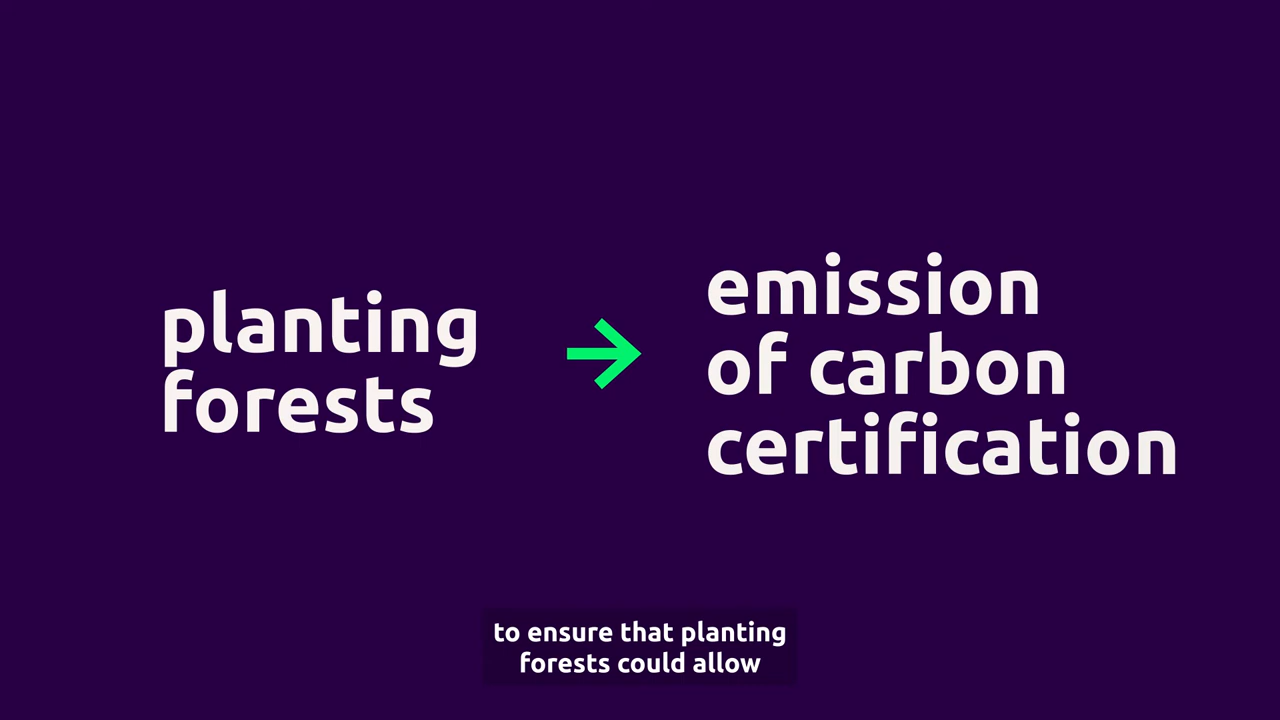 planting
forests
emission
of carbon
certification
to ensure that planting
forests could allow